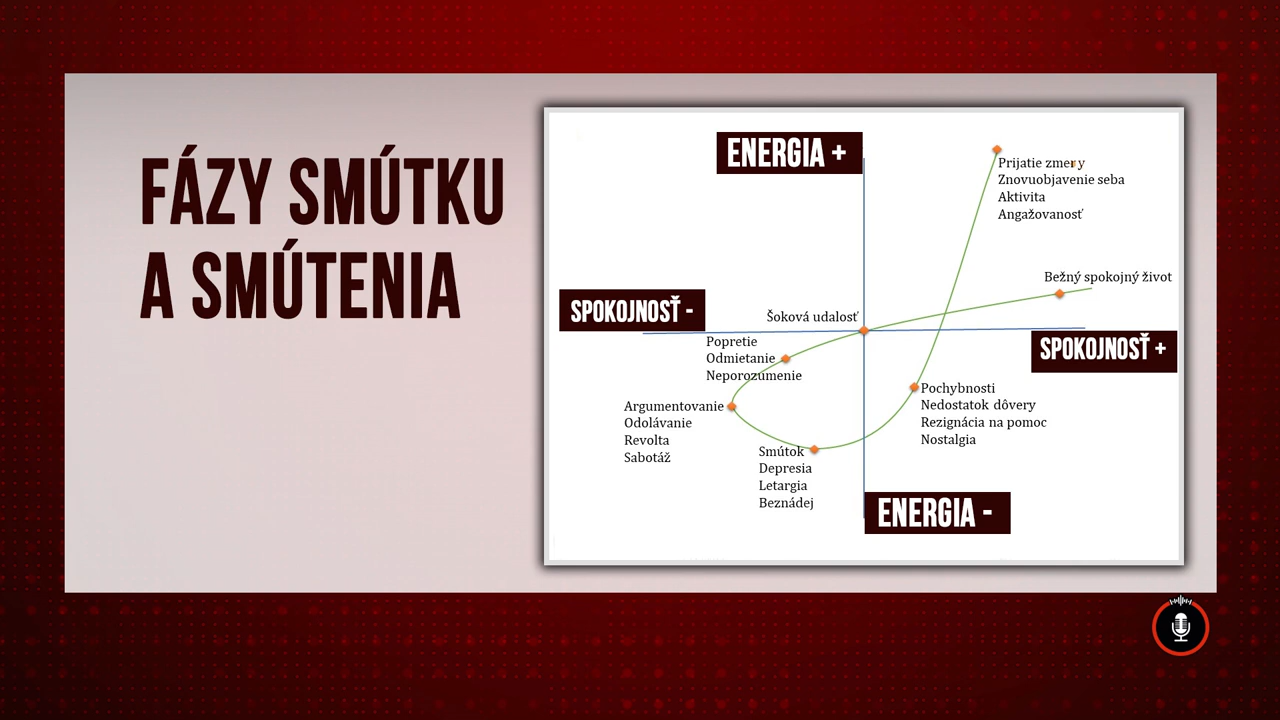 FÁZY SMÚTKU
A SMÚTENIA
ENERGIA +
Prijatie zmeny
Znovuobjavenie seba
Aktivita
Angažovanosť
Bežný spokojný život
SPOKOJNOSŤ -
Šoková udalosť
SPOKOJNOSŤ +
Popretie
Odmietanie
Neporozumenie
Argumentovanie
Odolávanie
Revolta
Sabotáž
Smútok
Depresia
Letargia
Beznádej
Pochybnosti
Nedostatok dôvery
Rezignácia na pomoc
Nostalgia
ENERGIA -